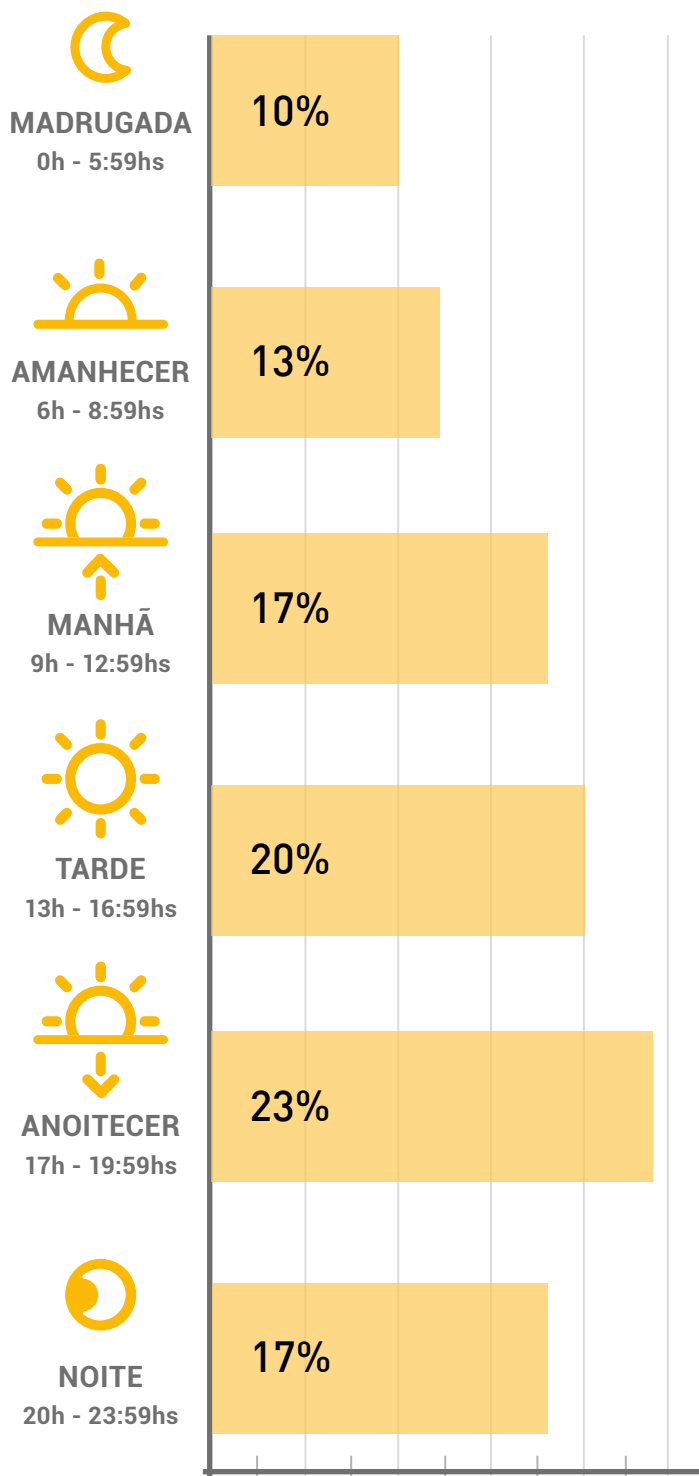 MADRUGADA
0h - 5:59hs
10%
AMANHECER
6h - 8:59hs
13%
MANHÃ
9h - 12:59hs
17%
TARDE
13h - 16:59hs
20%
ANOITECER
17h - 19:59hs
23%
NOITE
20h - 23:59hs
17%